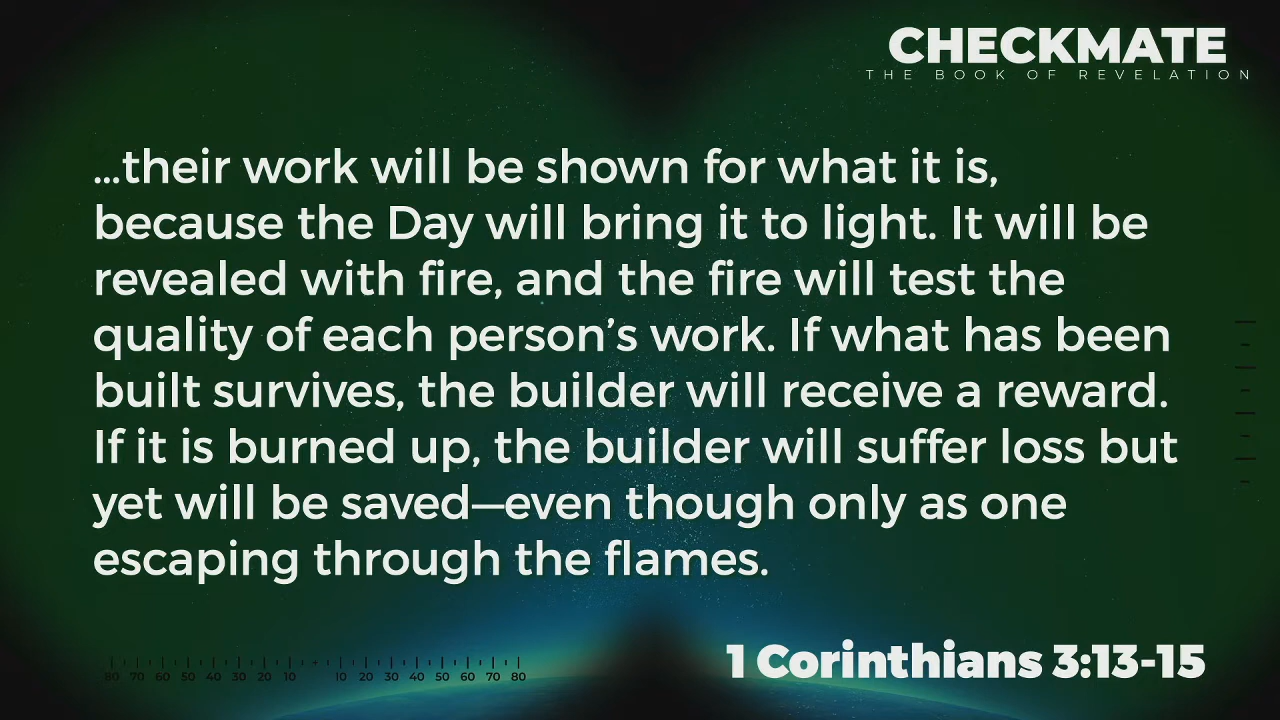 CHECKMATE
THE BOOK OF REVELATION
...their work will be shown for what it is,
because the Day will bring it to light. It will be
revealed with fire, and the fire will test the
quality of each person’s work. If what has been
built survives, the builder will receive a reward.
If it is burned up, the builder will suffer loss but
yet will be saved—even though only as one
escaping through the flames.
1 Corinthians 3:13-15
80 70 60 50 40 30 20 10 10 20 30 40 50 60 70 80